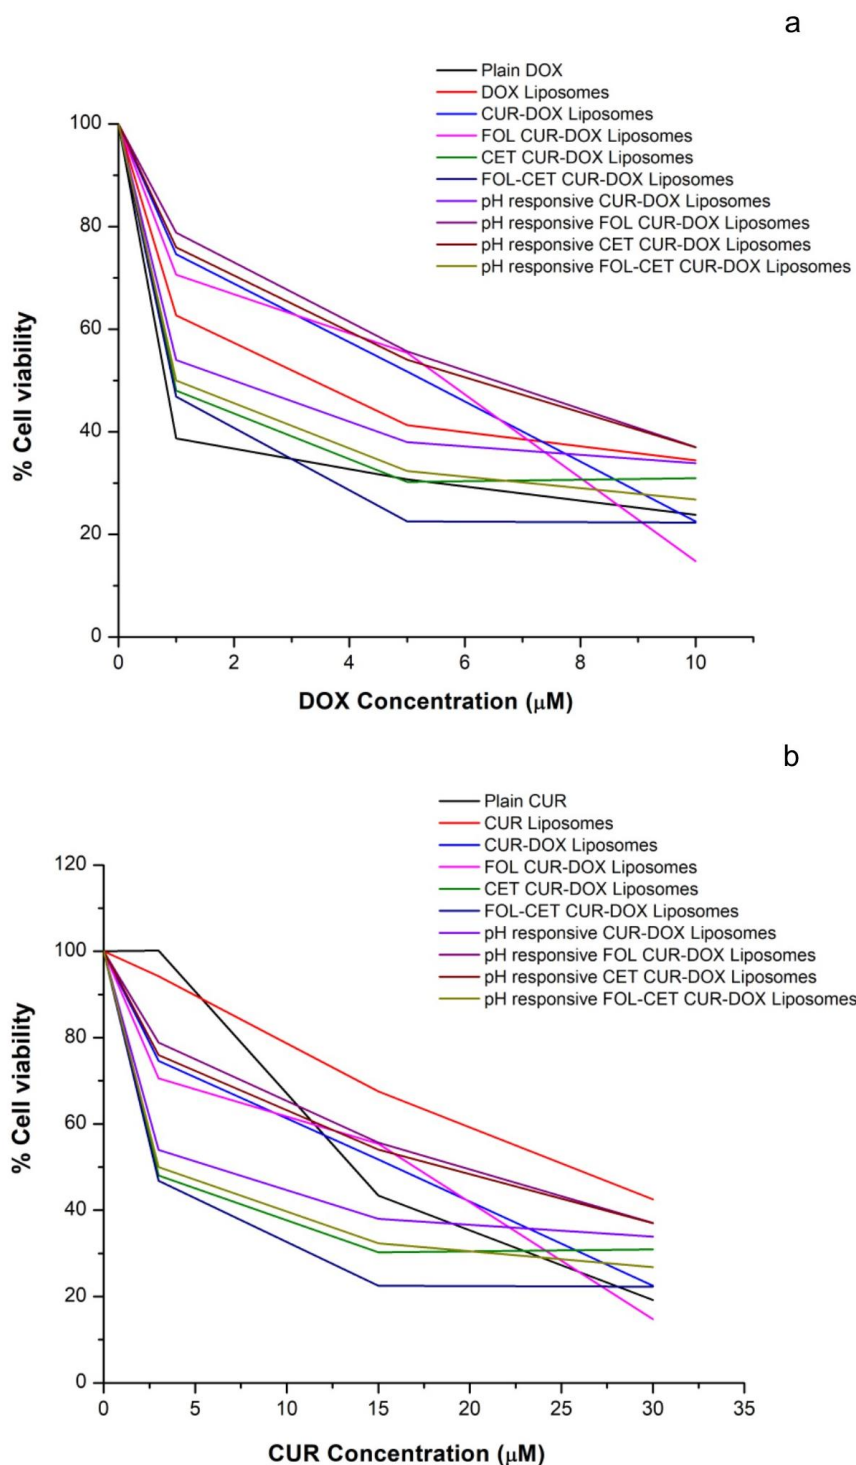 a
Plain DOX
DOX Liposomes
CUR-DOX Liposomes
FOL CUR-DOX Liposomes
CET CUR-DOX Liposomes
FOL-CET CUR-DOX Liposomes
pH responsive CUR-DOX Liposomes
pH responsive FOL CUR-DOX Liposomes
pH responsive CET CUR-DOX Liposomes
pH responsive FOL-CET CUR-DOX Liposomes
100
80
60
40
20
0
% Cell viability
0 2 4 6 8 10
DOX Concentration (μM)
b
Plain CUR
CUR Liposomes
CUR-DOX Liposomes
FOL CUR-DOX Liposomes
CET CUR-DOX Liposomes
FOL-CET CUR-DOX Liposomes
pH responsive CUR-DOX Liposomes
pH responsive FOL CUR-DOX Liposomes
pH responsive CET CUR-DOX Liposomes
pH responsive FOL-CET CUR-DOX Liposomes
120
100
80
60
40
20
0
% Cell viability
0 5 10 15 20 25 30 35
CUR Concentration (μM)